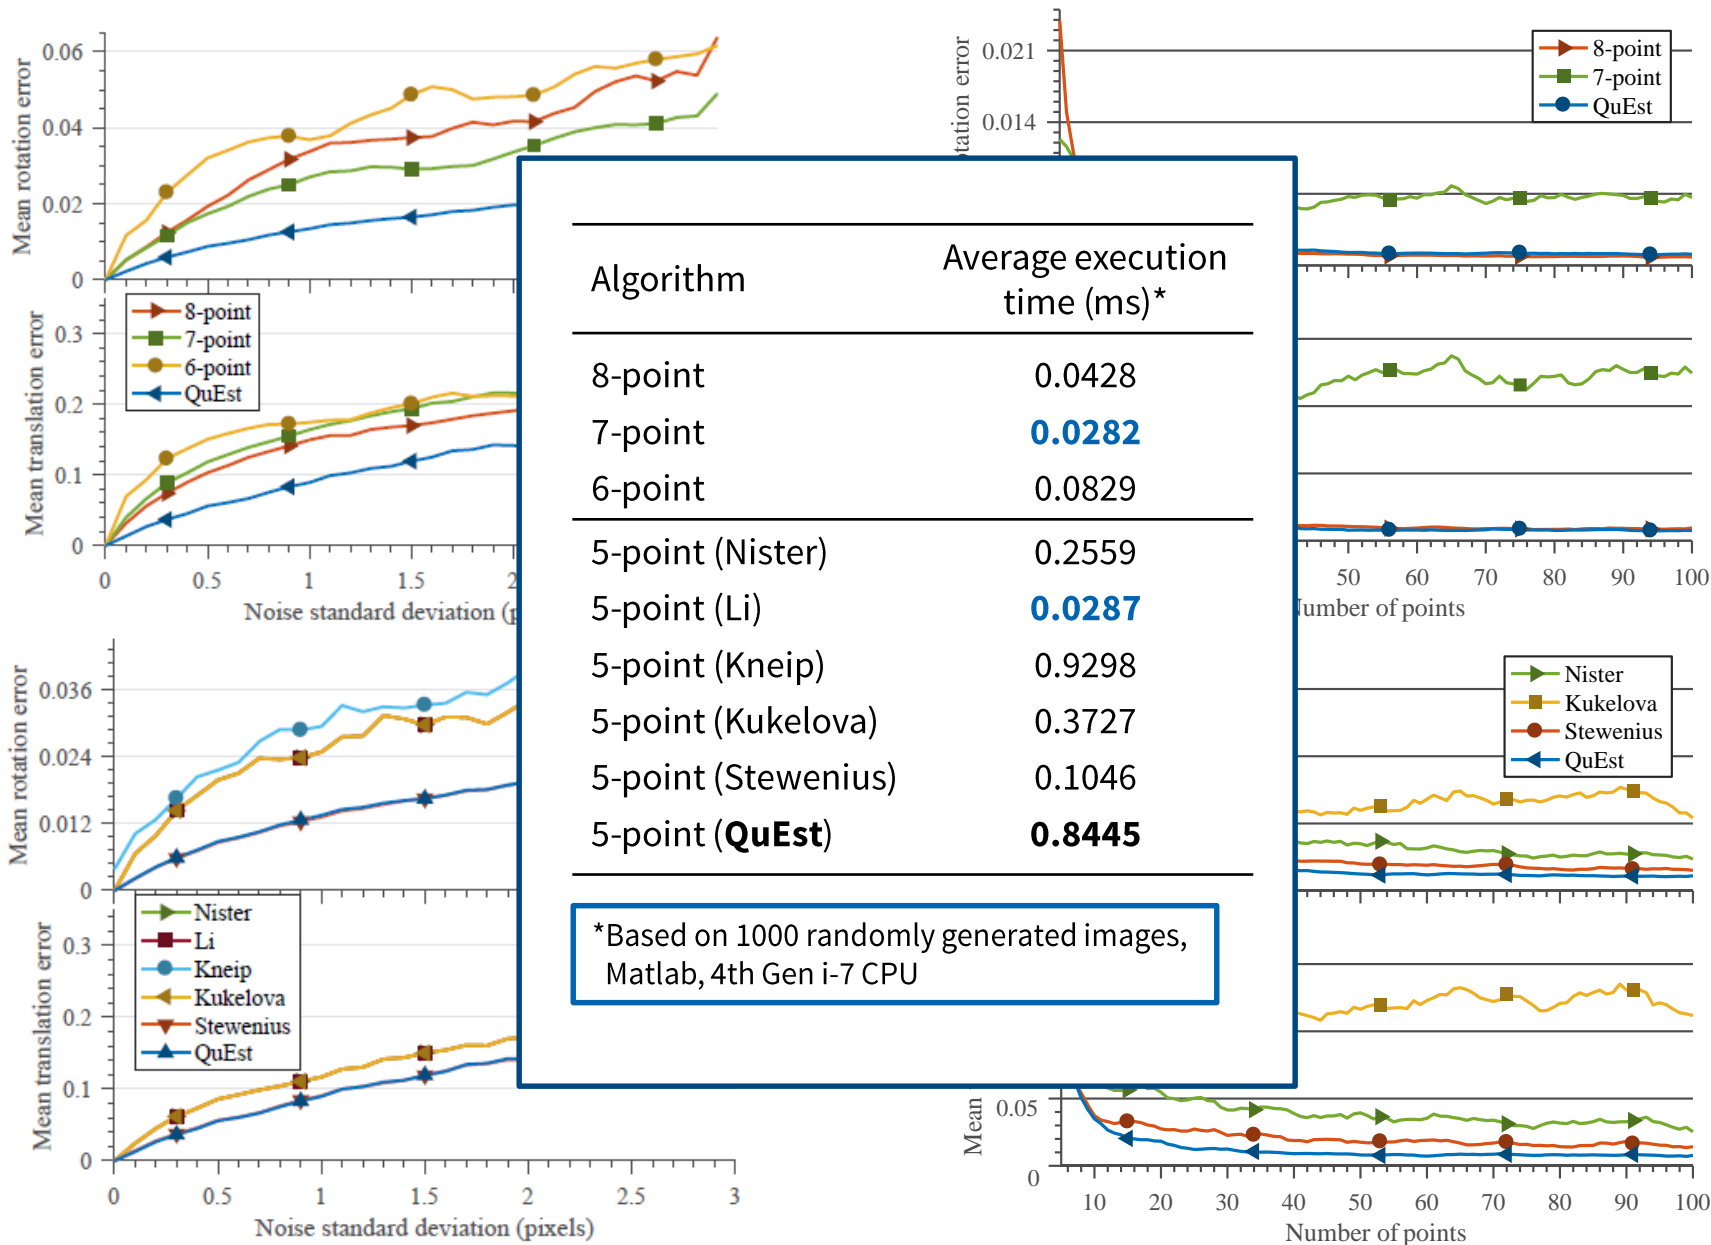 Mean rotation error
0.06
0.04
0.02
0
Mean translation error
0.3
0.2
0.1
0
8-point
7-point
6-point
QuEst
0 0.5 1 1.5
Noise standard deviation
0.021
0.014
8-point
7-point
QuEst
50 60 70 80 90 100
of points
Algorithm
Average execution
time (ms)*
8-point 0.0428
7-point 0.0282
6-point 0.0829
5-point (Nister) 0.2559
5-point (Li) 0.0287
5-point (Kneip) 0.9298
5-point (Kukelova) 0.3727
5-point (Stewenius) 0.1046
5-point (QuEst) 0.8445
*Based on 1000 randomly generated images,
Matlab, 4th Gen i-7 CPU
Mean rotation error
0.036
0.024
0.012
0
Mean translation error
0.3
0.2
0.1
0
Nister
Li
Kneip
Kukelova
Stewenius
QuEst
0 0.5 1 1.5 2 2.5 3
Noise standard deviation (pixels)
Nister
Kukelova
Stewenius
QuEst
Mean
0.05
0
10 20 30 40 50 60 70 80 90 100
Number of points